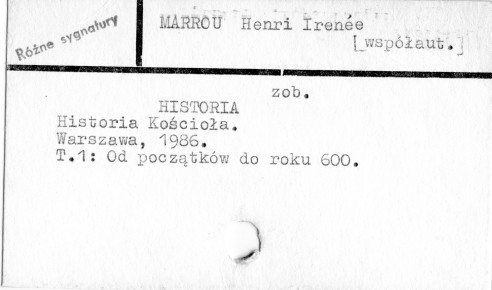 Różne sygnatury
MARROU Henri Irenée
[współaut.]
zob.
HISTORIA
Historia Kościoła.
Warszawa, 1986.
T.1: Od początków do roku 600.